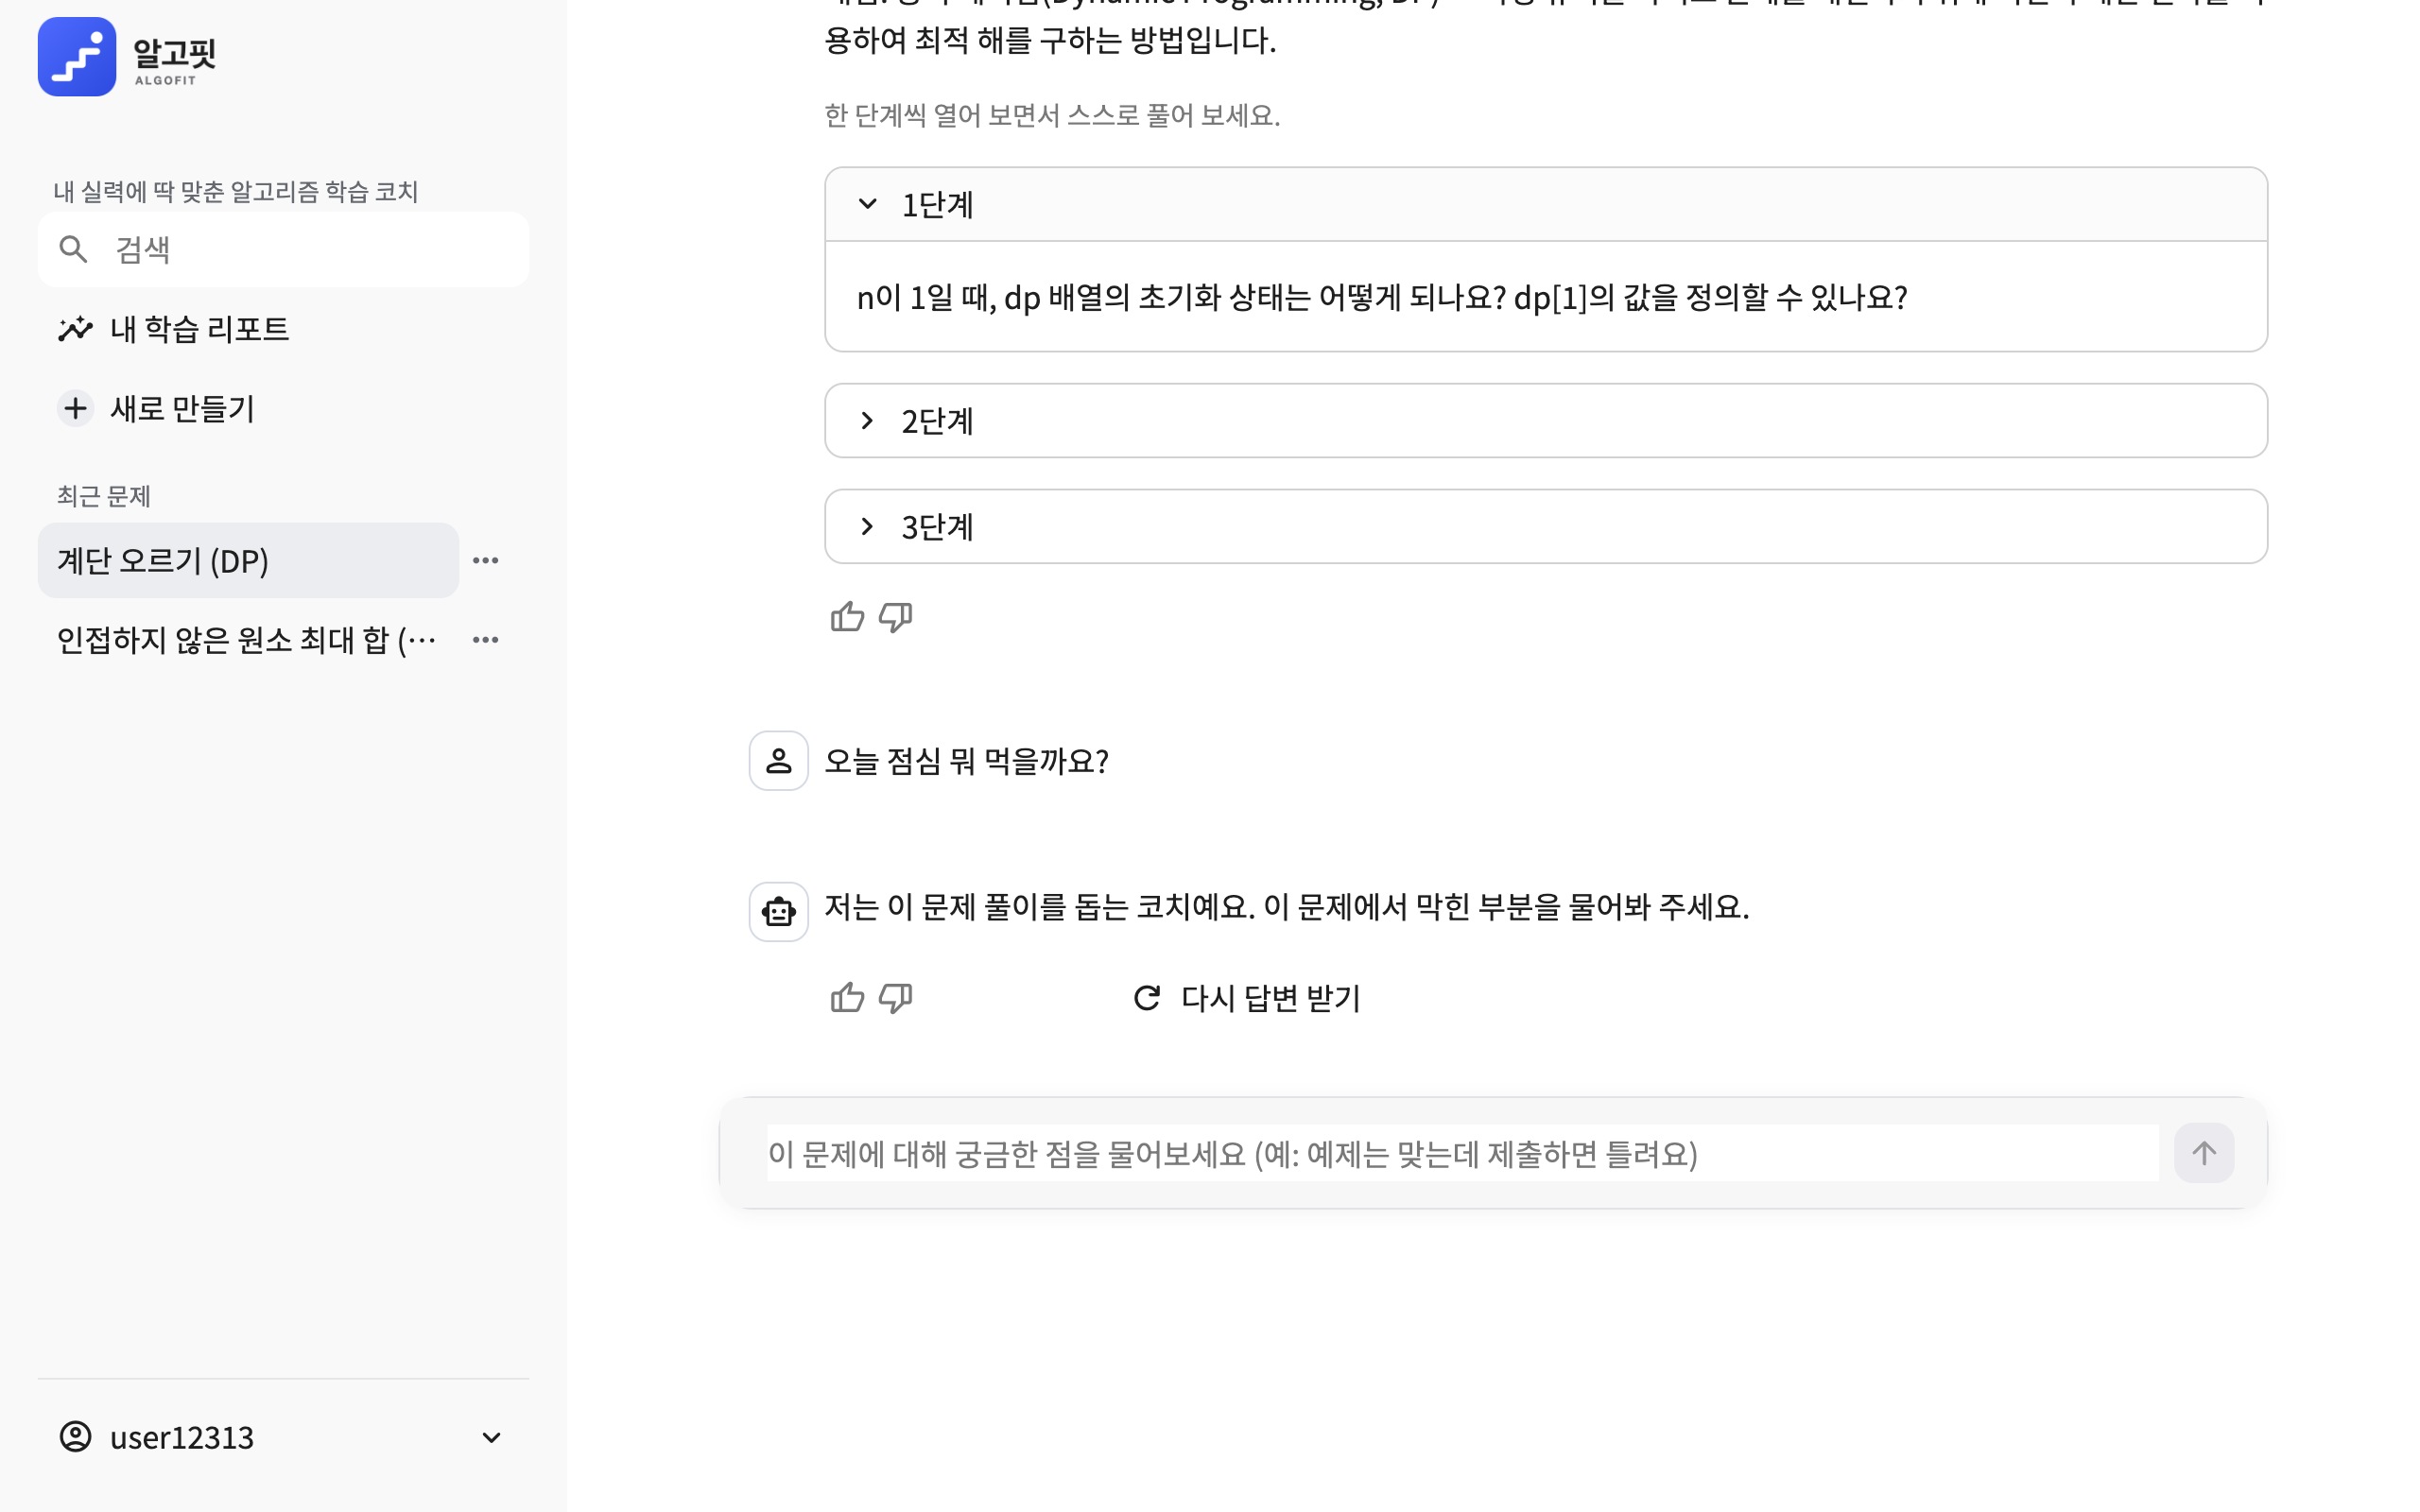 알고핏
ALGOFIT
내 실력에 딱 맞춘 알고리즘 학습 코치
검색
내 학습 리포트
새로 만들기
최근 문제
계단 오르기 (DP)
인접하지 않은 원소 최대 합 (···
user12313
(Dynamic Programming, DP)
용하여 최적 해를 구하는 방법입니다.
한 단계씩 열어 보면서 스스로 풀어 보세요.
1단계
n이 1일 때, dp 배열의 초기화 상태는 어떻게 되나요? dp[1]의 값을 정의할 수 있나요?
2단계
3단계
오늘 점심 뭐 먹을까요?
저는 이 문제 풀이를 돕는 코치예요. 이 문제에서 막힌 부분을 물어봐 주세요.
다시 답변 받기
이 문제에 대해 궁금한 점을 물어보세요 (예: 예제는 맞는데 제출하면 틀려요)